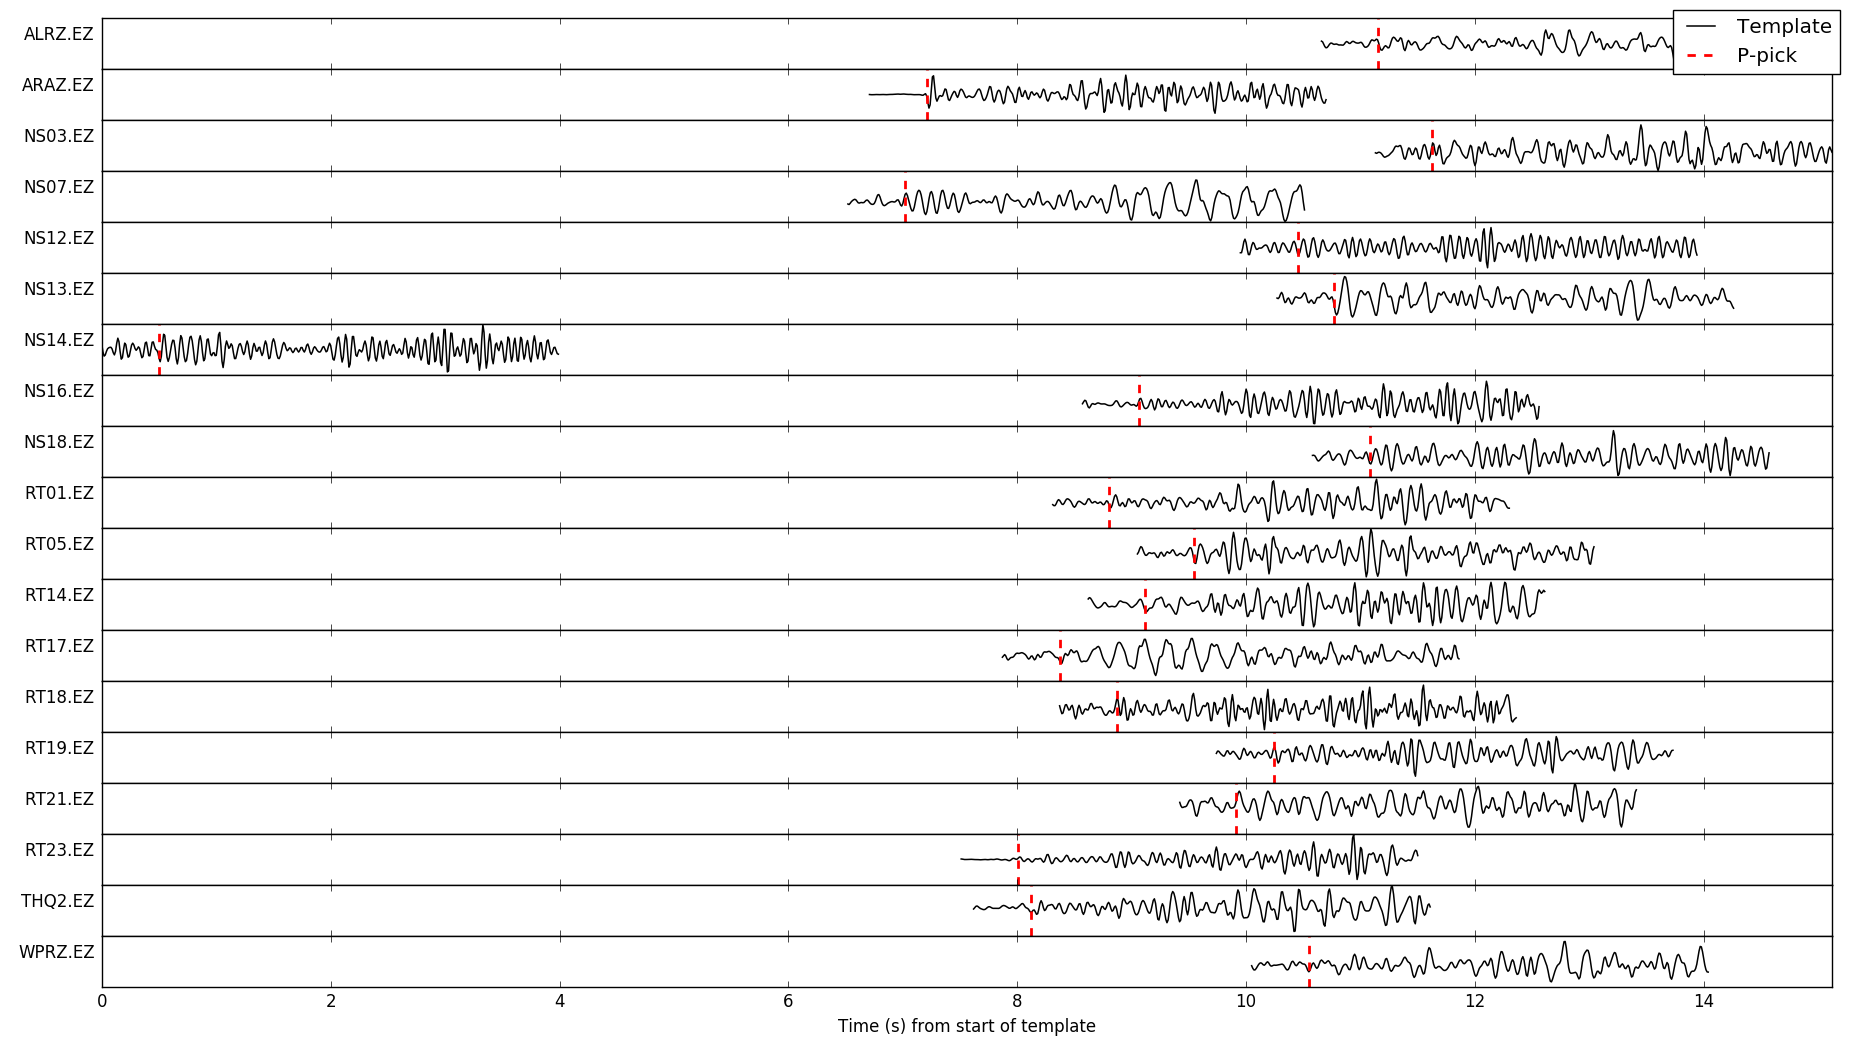 ALRZ.EZ
Template
P-pick
ARAZ.EZ
NS03.EZ
NS07.EZ
NS12.EZ
NS13.EZ
NS14.EZ
NS16.EZ
NS18.EZ
RT01.EZ
RT05.EZ
RT14.EZ
RT17.EZ
RT18.EZ
RT19.EZ
RT21.EZ
RT23.EZ
THQ2.EZ
WPRZ.EZ
0 2 4 6 8 10 12 14
Time (s) from start of template